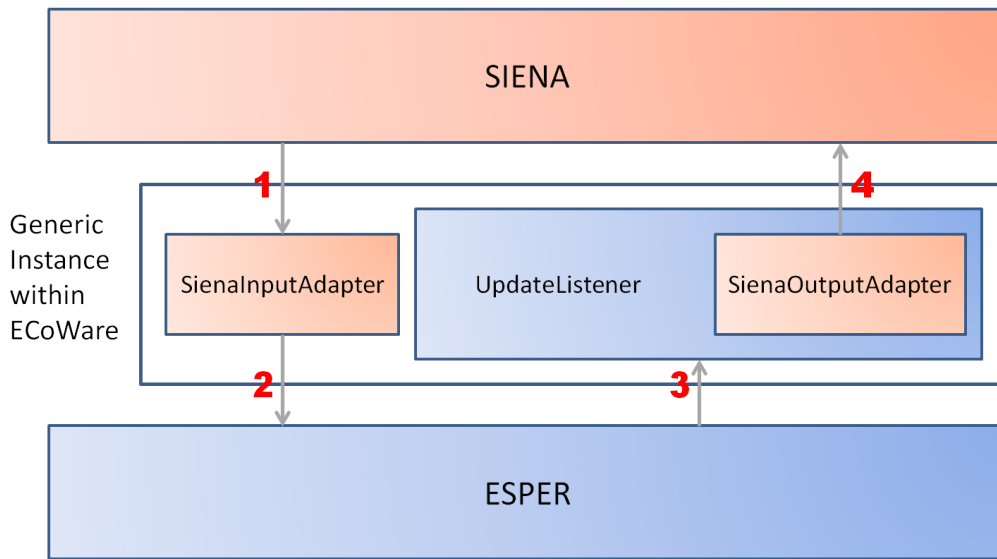 SIENA
1
4
Generic
Instance
within
ECoWare
SienaInputAdapter
UpdateListener
SienaOutputAdapter
2
3
ESPER